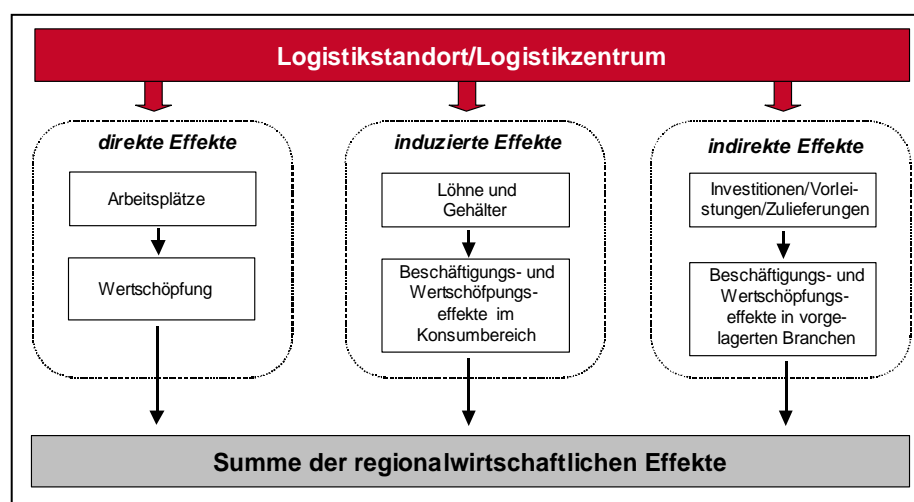 Logistikstandort/Logistikzentrum
direkte Effekte
Arbeitsplätze
Wertschöpfung
induzierte Effekte
Löhne und
Gehälter
Beschäftigungs- und
Wertschöfpungs-
effekte im
Konsumbereich
indirekte Effekte
Investitionen/Vorlei-
stungen/Zulieferungen
Beschäftigungs- und
Wertschöpfungs-
effekte in vorge-
lagerten Branchen
Summe der regionalwirtschaftlichen Effekte